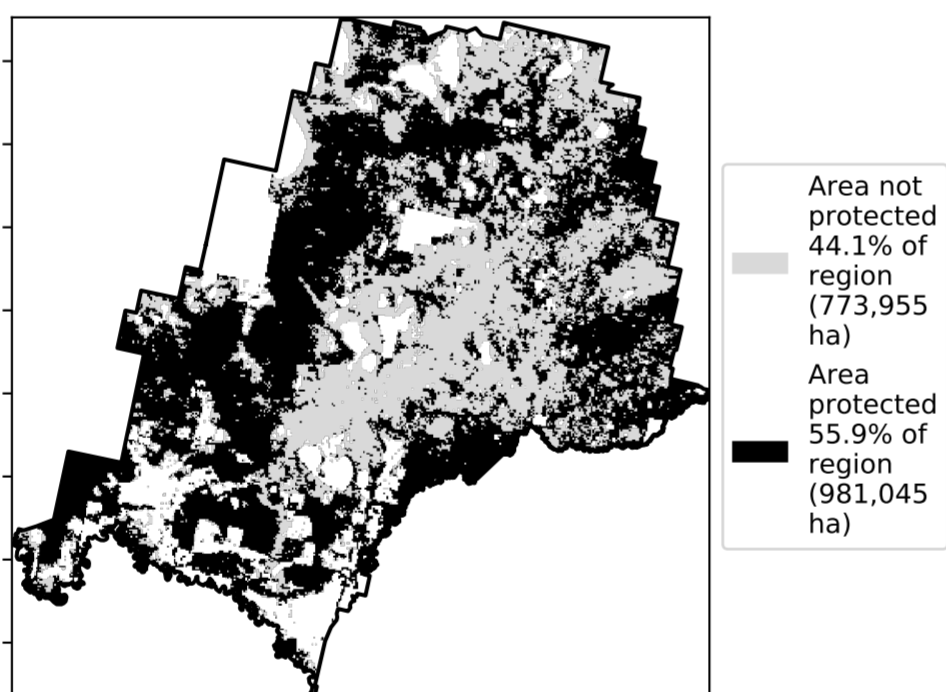 Area not
protected
44.1% of
region
(773,955
ha)
Area
protected
55.9% of
region
(981,045
ha)